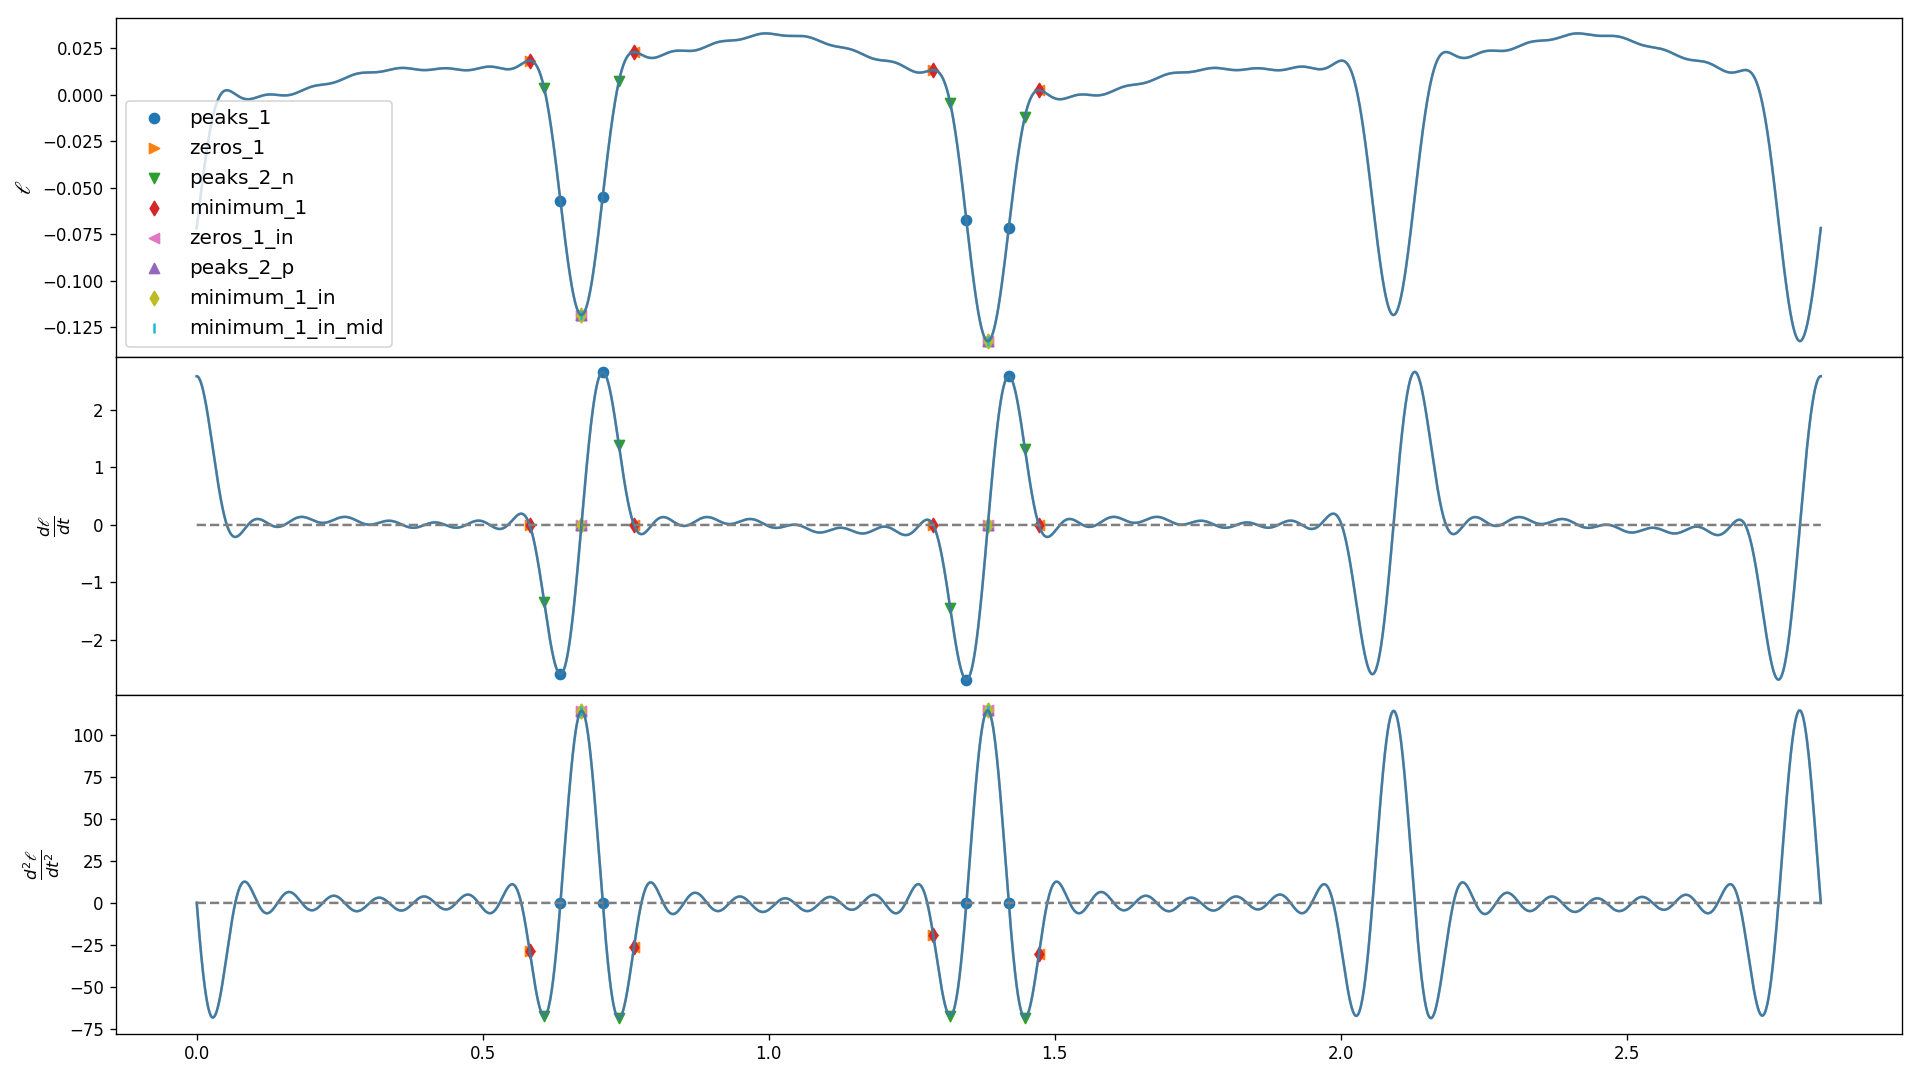 0.025
0.000
−0.025
−0.050
−0.075
−0.100
−0.125
ℓ
peaks_1
zeros_1
peaks_2_n
minimum_1
zeros_1_in
peaks_2_p
minimum_1_in
minimum_1_in_mid
2
1
0
−1
−2
dℓ
dt
100
75
50
25
0
−25
−50
−75
d²ℓ
dt²
0.0 0.5 1.0 1.5 2.0 2.5